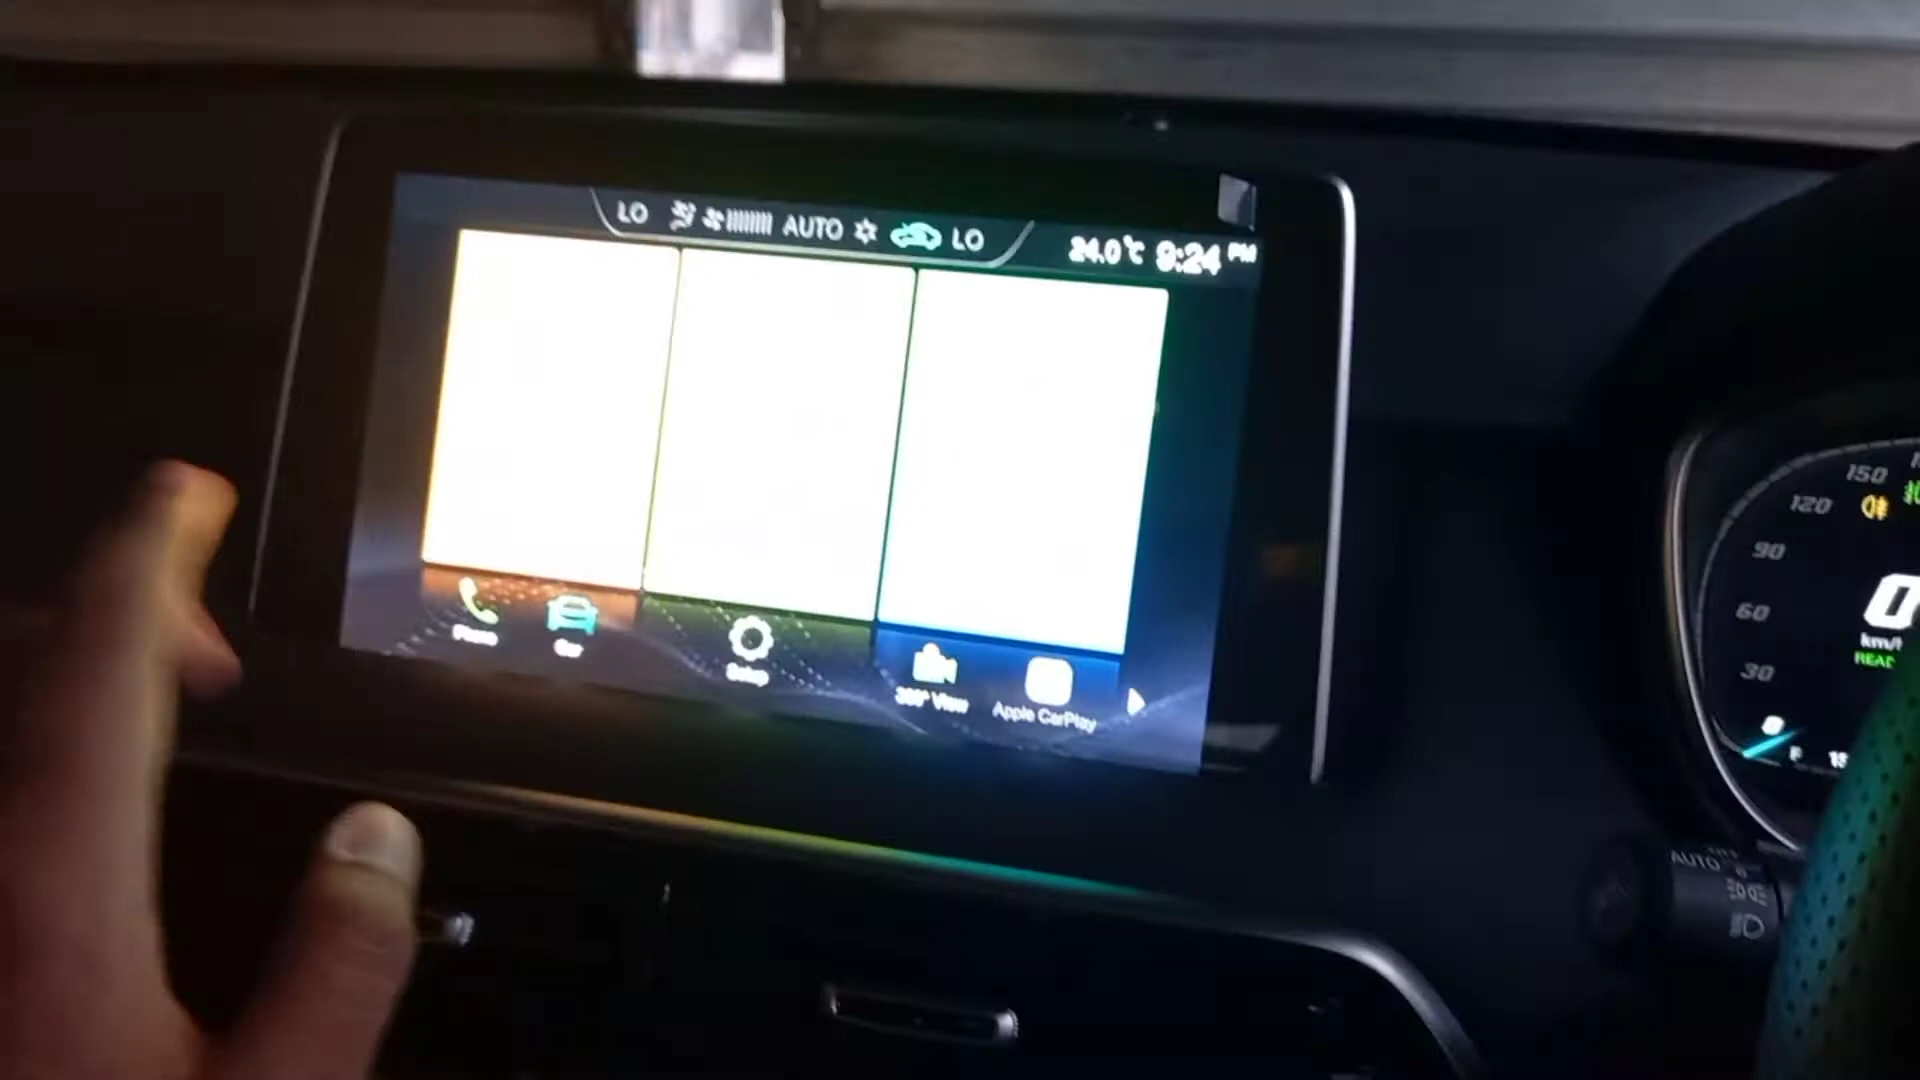 LO AUTO LO
24.0℃ 9:24 PM
Phone Car Setup 360° View Apple CarPlay
150
120
90
60
30
0
km/h
READ
F
AUTO